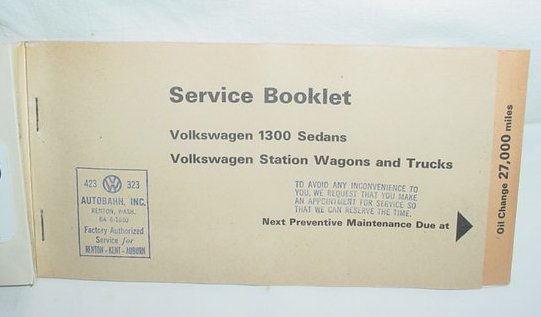 Service Booklet
Volkswagen 1300 Sedans
Volkswagen Station Wagons and Trucks
423 323
AUTOBAHN, INC.
RENTON, WASH.
Factory Authorized
Service for
RENTON - KENT - AUBURN
TO AVOID ANY INCONVENIENCE TO
YOU, WE REQUEST THAT YOU MAKE
AN APPOINTMENT FOR SERVICE SO
THAT WE CAN RESERVE THE TIME.
Next Preventive Maintenance Due at
Oil Change 27,000 miles